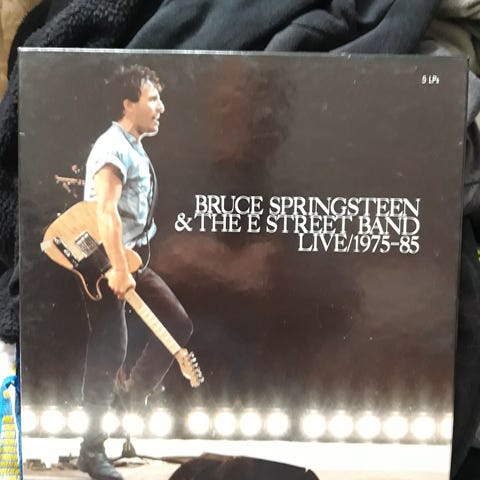 5 LPs
BRUCE SPRINGSTEEN
& THE E STREET BAND
LIVE/1975-85